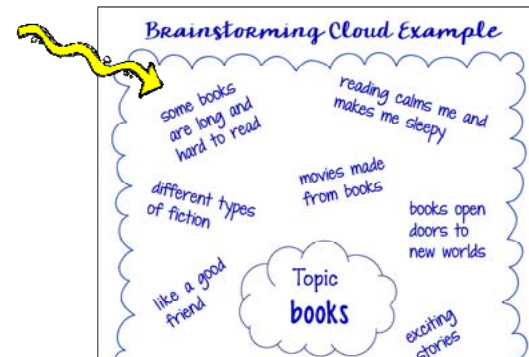 Brainstorming Cloud Example
some books
are long and
hard to read
reading calms me and
makes me sleepy
movies made
from books
different types
of fiction
books open
doors to
new worlds
like a good
friend
Topic
books
exciting
stories